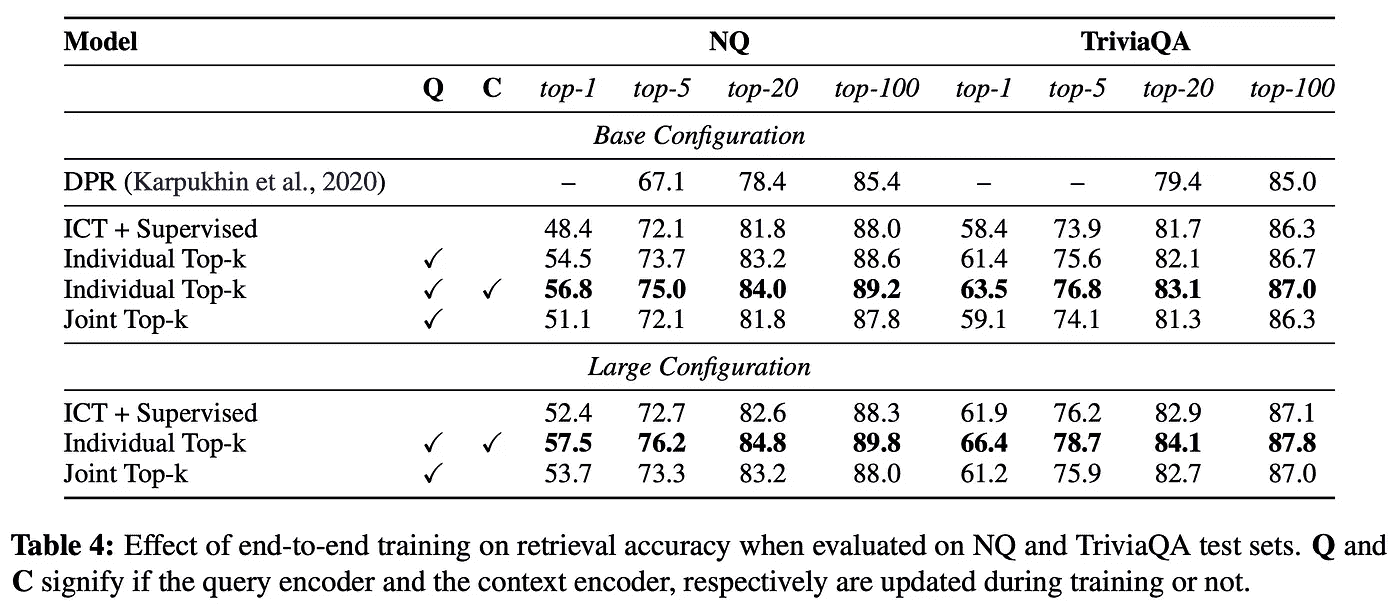 Model NQ TriviaQA
Q C top-1 top-5 top-20 top-100 top-1 top-5 top-20 top-100
Base Configuration
DPR (Karpukhin et al., 2020) – 67.1 78.4 85.4 – – 79.4 85.0
ICT + Supervised 48.4 72.1 81.8 88.0 58.4 73.9 81.7 86.3
Individual Top-k ✓ 54.5 73.7 83.2 88.6 61.4 75.6 82.1 86.7
Individual Top-k ✓ ✓ 56.8 75.0 84.0 89.2 63.5 76.8 83.1 87.0
Joint Top-k ✓ 51.1 72.1 81.8 87.8 59.1 74.1 81.3 86.3
Large Configuration
ICT + Supervised 52.4 72.7 82.6 88.3 61.9 76.2 82.9 87.1
Individual Top-k ✓ ✓ 57.5 76.2 84.8 89.8 66.4 78.7 84.1 87.8
Joint Top-k ✓ 53.7 73.3 83.2 88.0 61.2 75.9 82.7 87.0
Table 4: Effect of end-to-end training on retrieval accuracy when evaluated on NQ and TriviaQA test sets. Q and
C signify if the query encoder and the context encoder, respectively are updated during training or not.